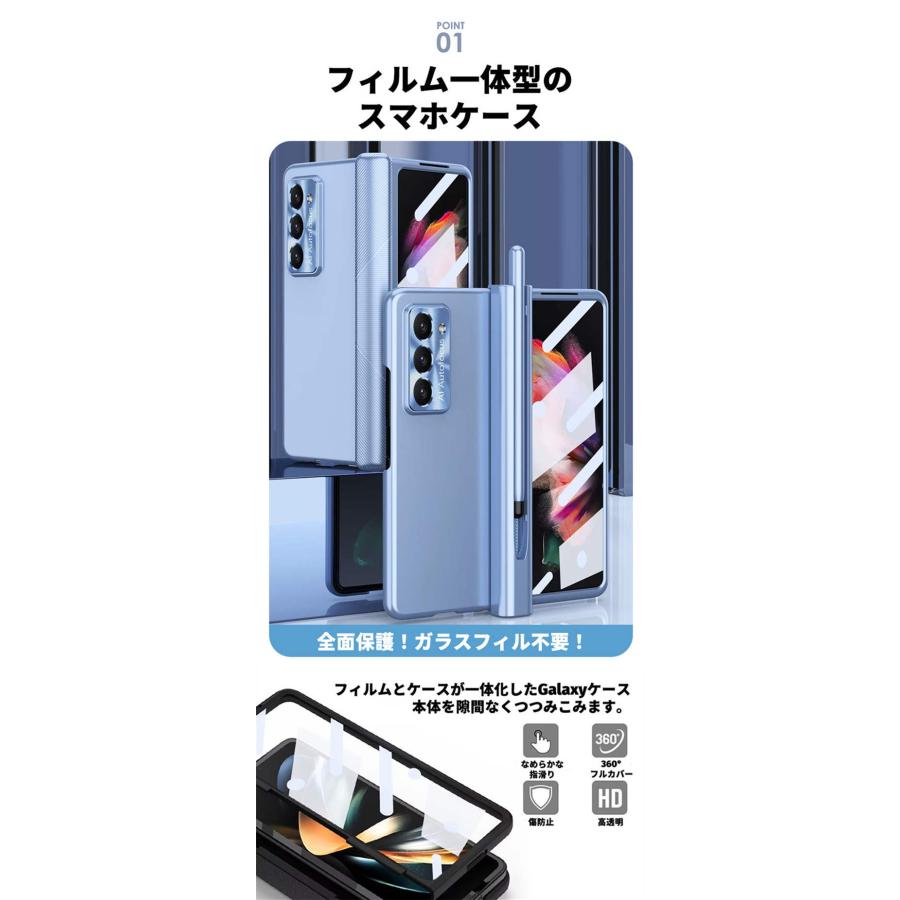 POINT
01
フィルム一体型の
スマホケース
AI Autofocus
AI Autofocus
全面保護！ガラスフィル不要！
フィルムとケースが一体化したGalaxyケース
本体を隙間なくつつみこみます。
360°
なめらかな
指滑り
360°
フルカバー
HD
傷防止
高透明